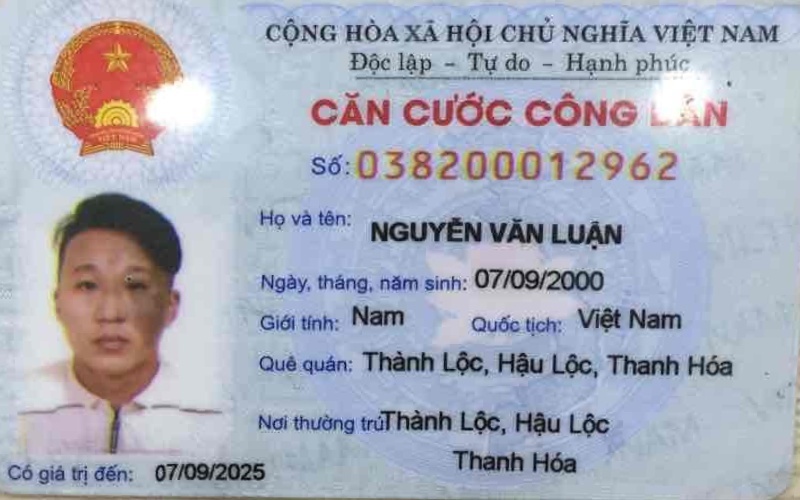 CỘNG HÒA XÃ HỘI CHỦ NGHĨA VIỆT NAM
Độc lập - Tự do - Hạnh phúc
CĂN CƯỚC CÔNG DÂN
Số: 038200012962
Họ và tên: NGUYỄN VĂN LUẬN
Ngày, tháng, năm sinh: 07/09/2000
Giới tính: Nam Quốc tịch: Việt Nam
Quê quán: Thành Lộc, Hậu Lộc, Thanh Hóa
Nơi thường trú: Thành Lộc, Hậu Lộc
Thanh Hóa
Có giá trị đến: 07/09/2025